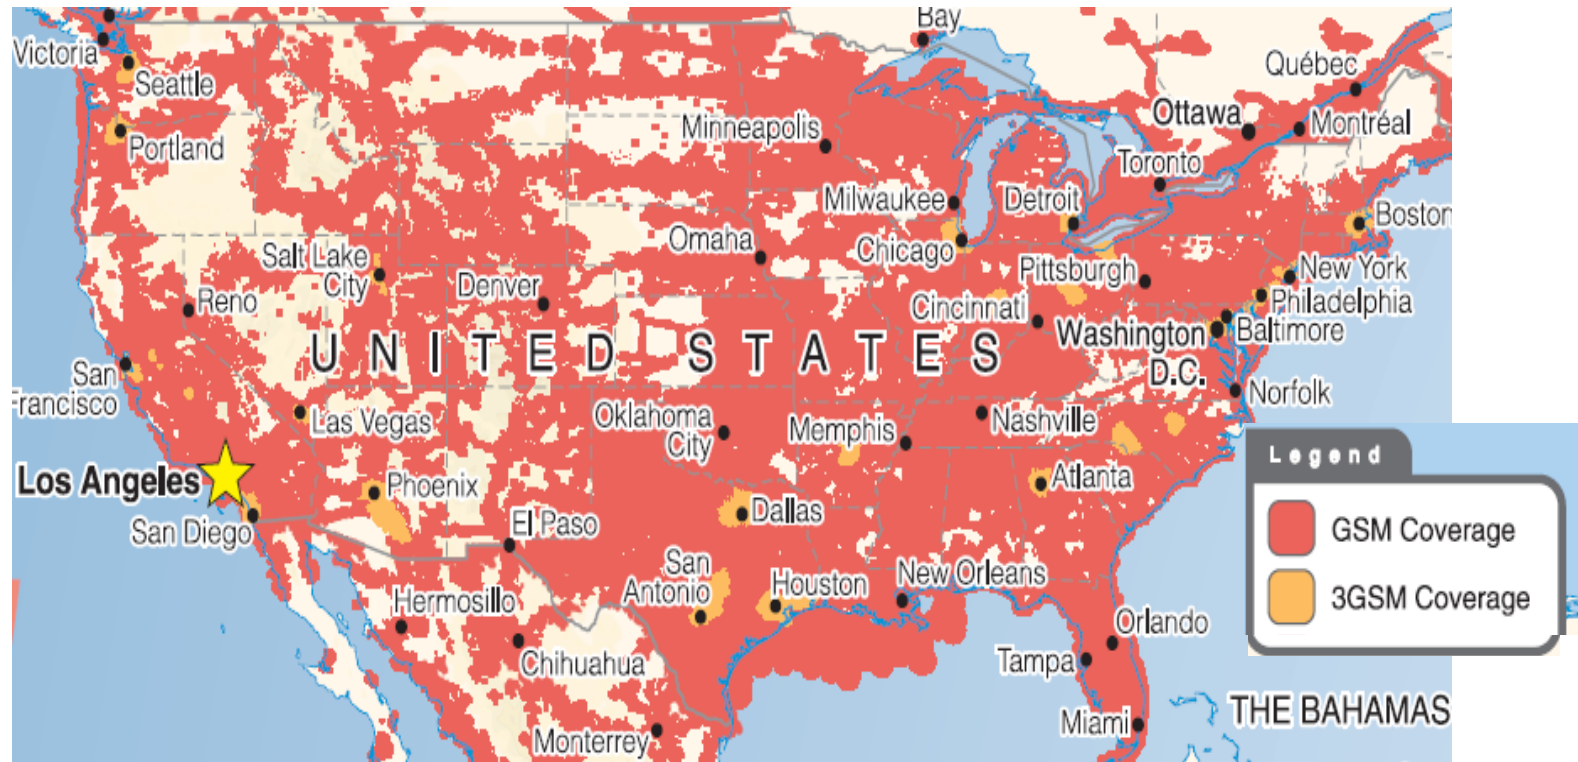 Bay
Victoria
Seattle
Québec
Ottawa
Montréal
Minneapolis
Portland
Toronto
Milwaukee
Detroit
Boston
Omaha
Chicago
Salt Lake
City
Pittsburgh
New York
Denver
Reno
Cincinnati
Philadelphia
Washington
D.C.
Baltimore
UNITED STATES
San
Francisco
Norfolk
Las Vegas
Oklahoma
City
Memphis
Nashville
Los Angeles
Phoenix
Atlanta
Legend
San Diego
El Paso
Dallas
GSM Coverage
San
Antonio
Houston
New Orleans
3GSM Coverage
Hermosillo
Orlando
Chihuahua
Tampa
THE BAHAMAS
Miami
Monterrey